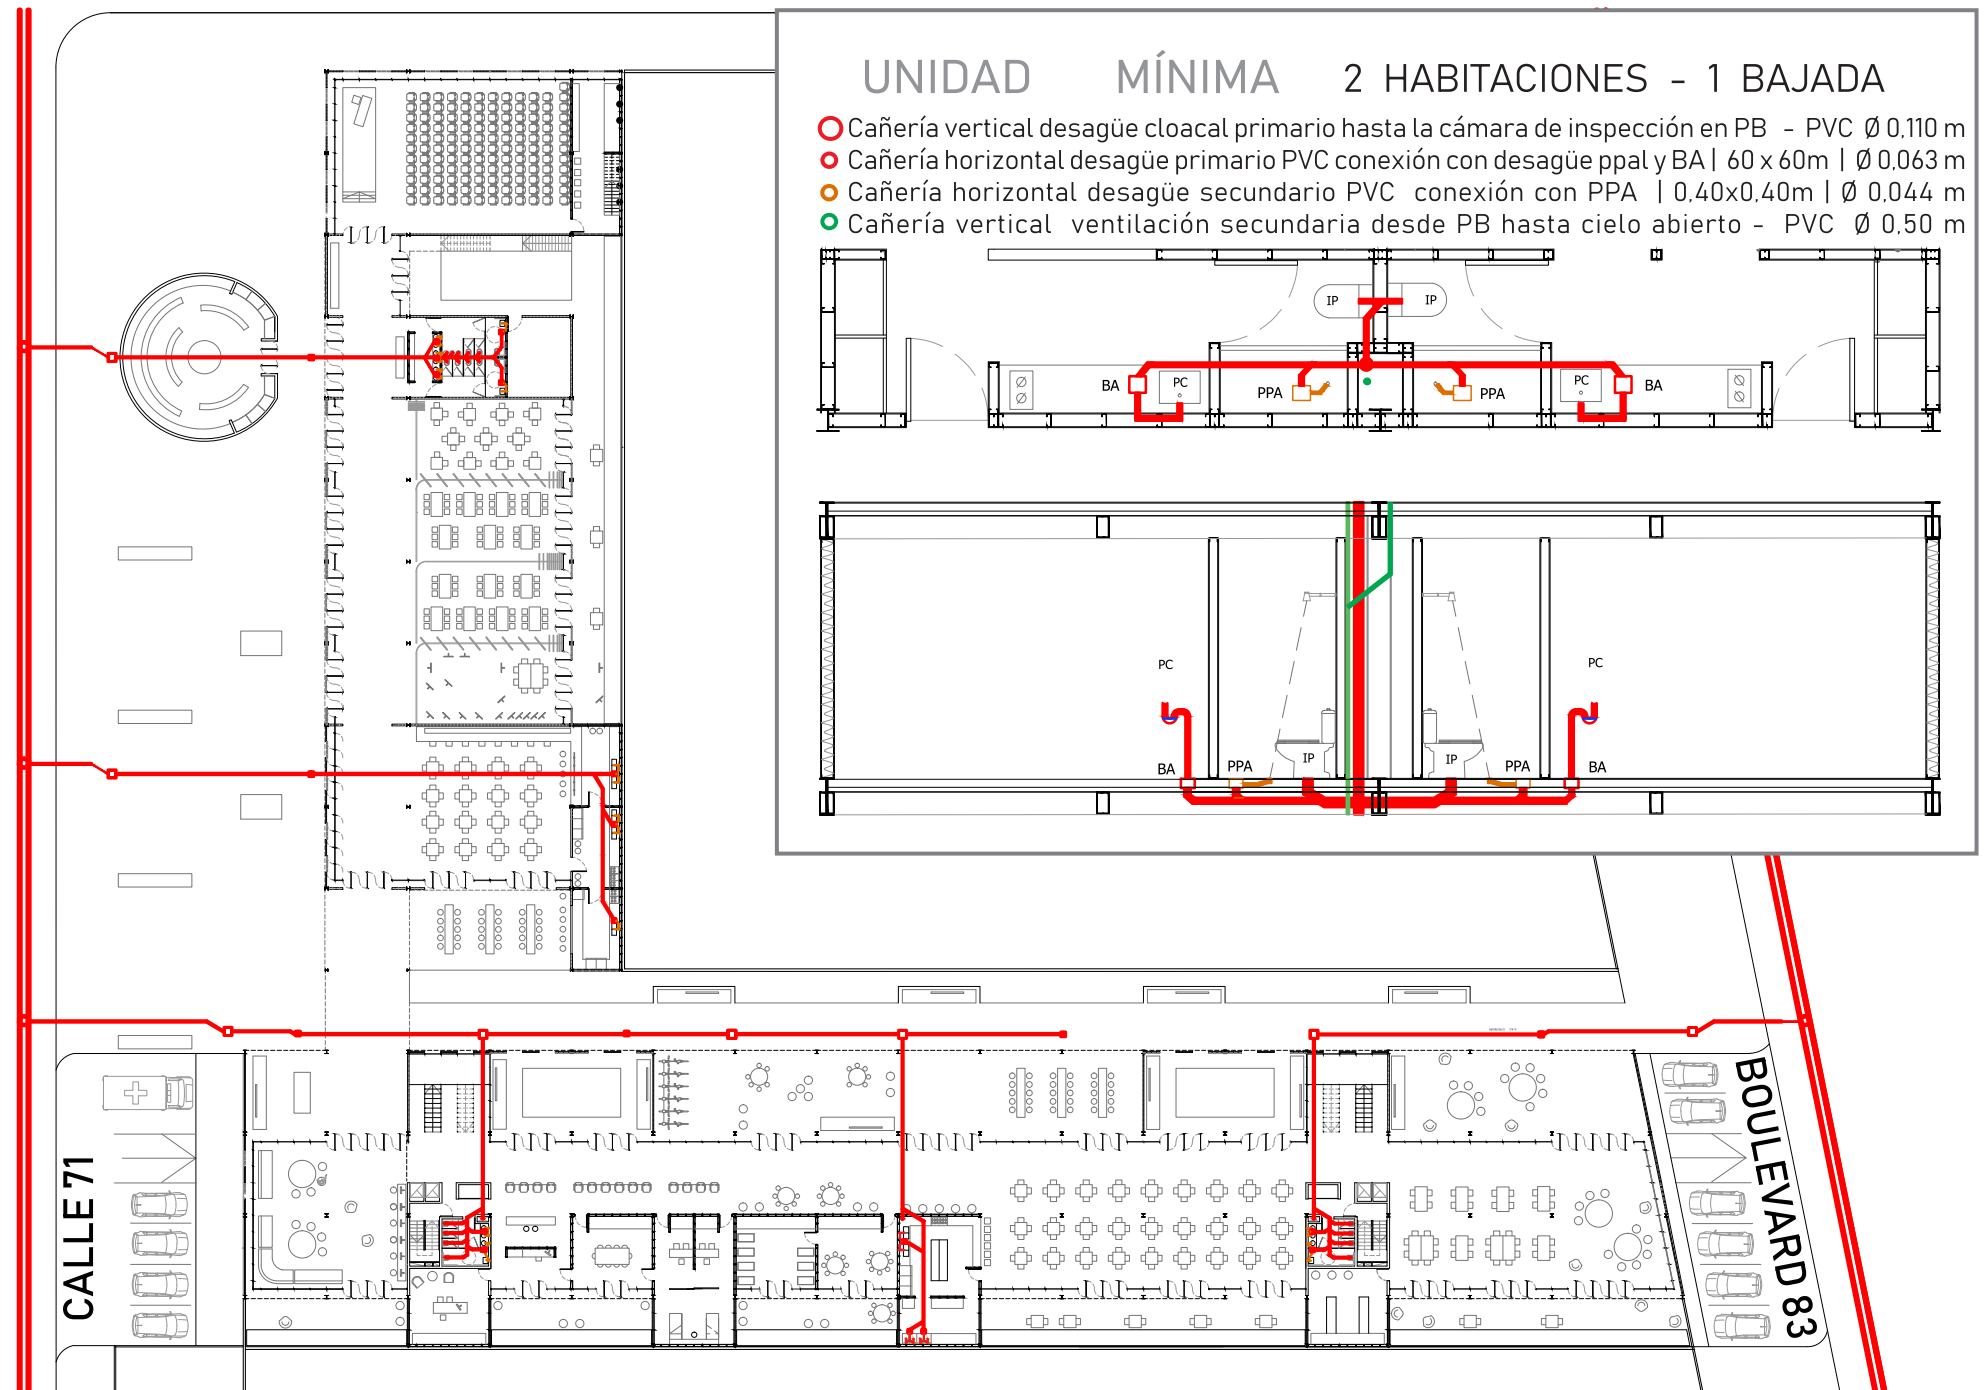 UNIDAD MÍNIMA 2 HABITACIONES - 1 BAJADA
Cañería vertical desagüe cloacal primario hasta la cámara de inspección en PB - PVC Ø 0,110 m
Cañería horizontal desagüe primario PVC conexión con desagüe ppal y BA | 60 x 60m | Ø 0,063 m
Cañería horizontal desagüe secundario PVC conexión con PPA | 0,40x0,40m | Ø 0,044 m
Cañería vertical ventilación secundaria desde PB hasta cielo abierto - PVC Ø 0,50 m
IP IP
BA PC PPA PPA PC BA
PC PC
BA PPA IP IP PPA BA
CALLE 71
BOULEVARD 83